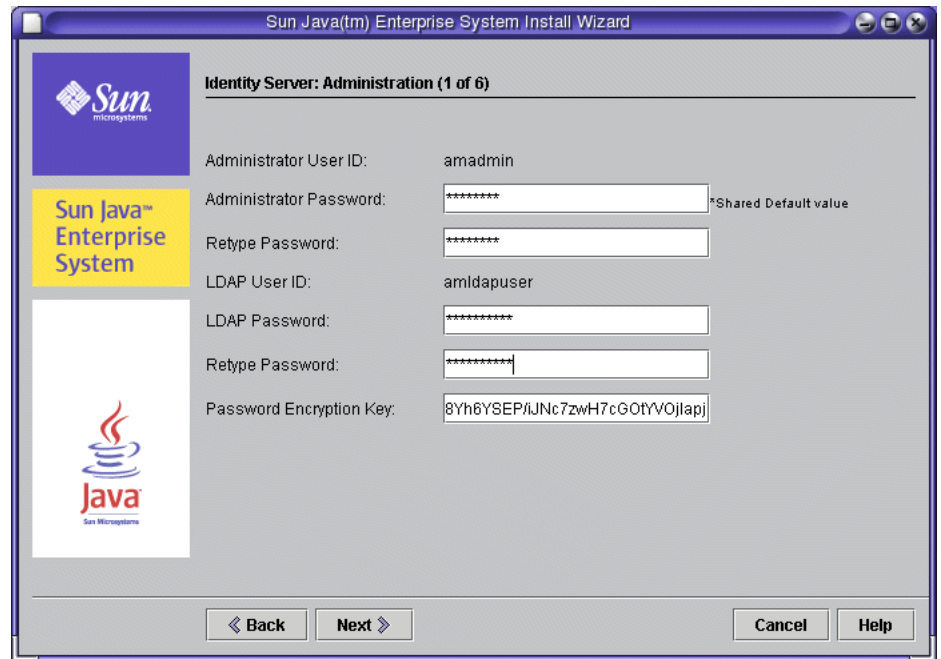 Sun Java(tm) Enterprise System Install Wizard
Sun
microsystems
Sun Java™
Enterprise
System
Java
Sun Microsystems
Identity Server: Administration (1 of 6)
Administrator User ID: amadmin
Administrator Password: ******** *Shared Default value
Retype Password: ********
LDAP User ID: amldapuser
LDAP Password: **********
Retype Password: **********
Password Encryption Key: 8Yh6YSEP/iJNc7zwH7cGOtYVOjIapj
Back Next Cancel Help